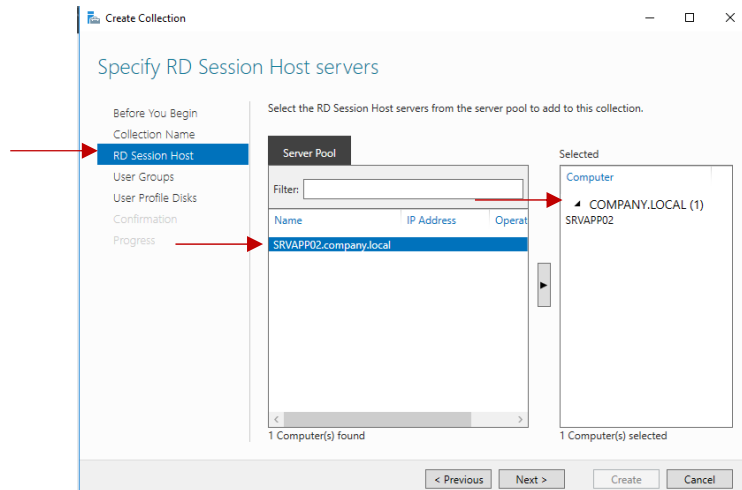 Create Collection
Specify RD Session Host servers
Before You Begin
Collection Name
RD Session Host
User Groups
User Profile Disks
Confirmation
Progress
Select the RD Session Host servers from the server pool to add to this collection.
Server Pool
Filter:
Name IP Address Operat
SRVAPP02.company.local
1 Computer(s) found
Selected
Computer
COMPANY.LOCAL (1)
SRVAPP02
1 Computer(s) selected
< Previous Next > Create Cancel